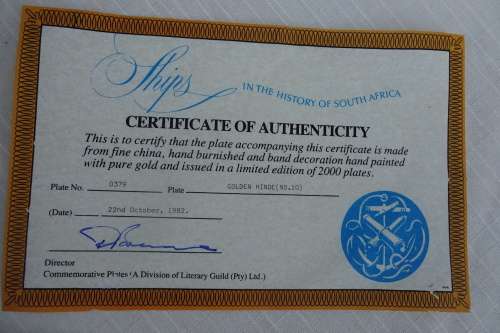 Ships IN THE HISTORY OF SOUTH AFRICA
CERTIFICATE OF AUTHENTICITY
This is to certify that the plate accompanying this certificate is made
from fine china, hand burnished and band decoration hand painted
with pure gold and issued in a limited edition of 2000 plates.
Plate No. 0379 Plate GOLDEN HINDE(NO.10)
(Date) 22nd October, 1982.
Director
Commemorative Plates (A Division of Literary Guild (Pty) Ltd.)